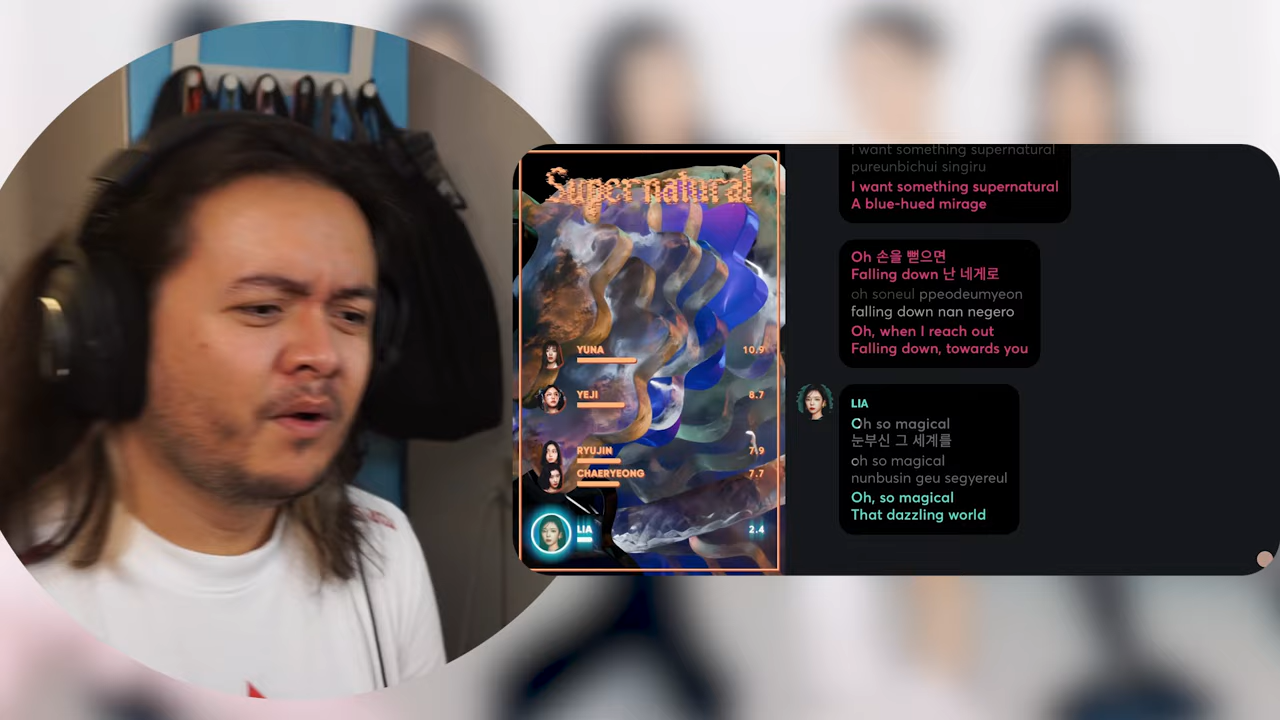 Supernatural
YUNA 10.9
YEJI 8.7
RYUJIN 7.9
CHAERYEONG 7.7
LIA 2.4
I want something supernatural
pureunbichui singiru
I want something supernatural
A blue-hued mirage
Oh 손을 뻗으면
Falling down 난 네게로
oh soneul ppeodeumyeon
falling down nan negero
Oh, when I reach out
Falling down, towards you
LIA
Oh so magical
눈부신 그 세계를
oh so magical
nunbusin geu segyereul
Oh, so magical
That dazzling world